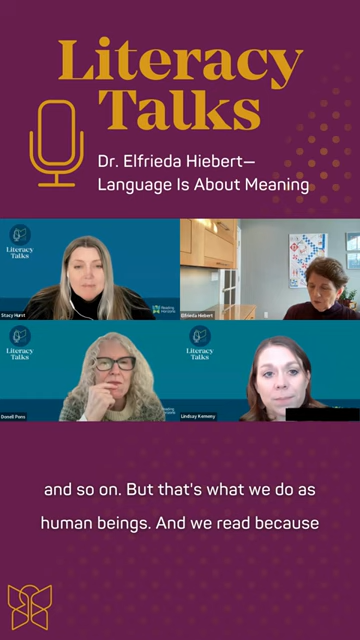 Literacy
Talks
Dr. Elfrieda Hiebert—
Language Is About Meaning
Literacy
Talks
Stacy Hurst
Reading Horizons
Elfrieda Hiebert
Literacy
Talks
Literacy
Talks
Donell Pons
Lindsay Kemeny
and so on. But that's what we do as
human beings. And we read because